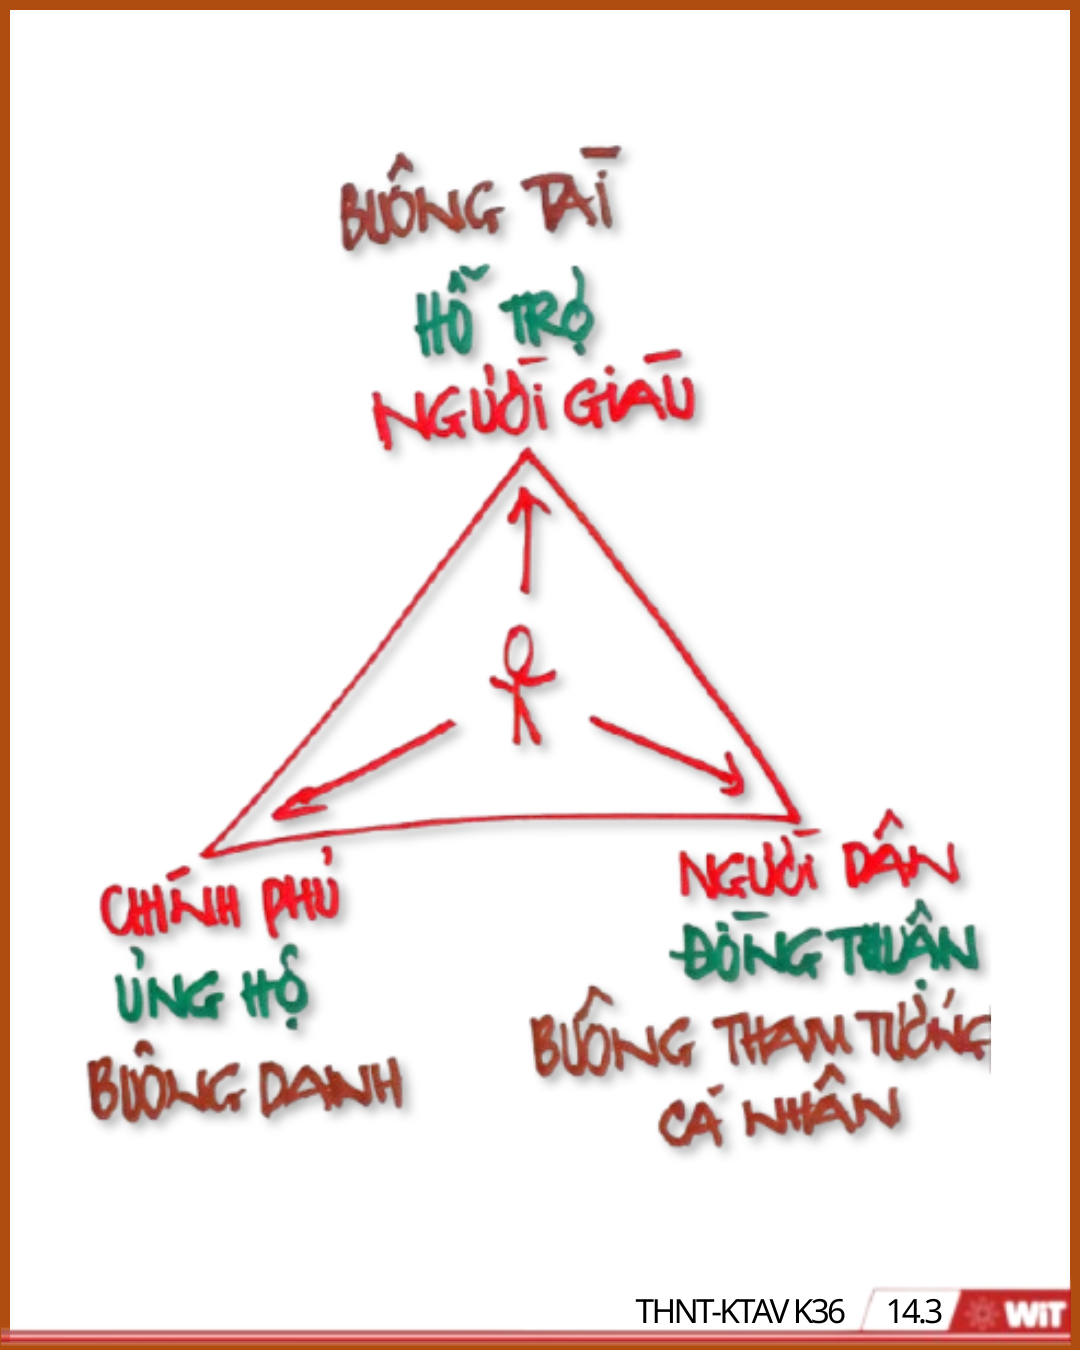 BUÔNG TÀI
HỖ TRỢ
NGƯỜI GIÀU
CHÍNH PHỦ
ỦNG HỘ
BUÔNG DANH
NGƯỜI DÂN
ĐỒNG THUẬN
BUÔNG THAM TƯỚNG
CÁ NHÂN
THNT-KTAV K36
14.3
WiT